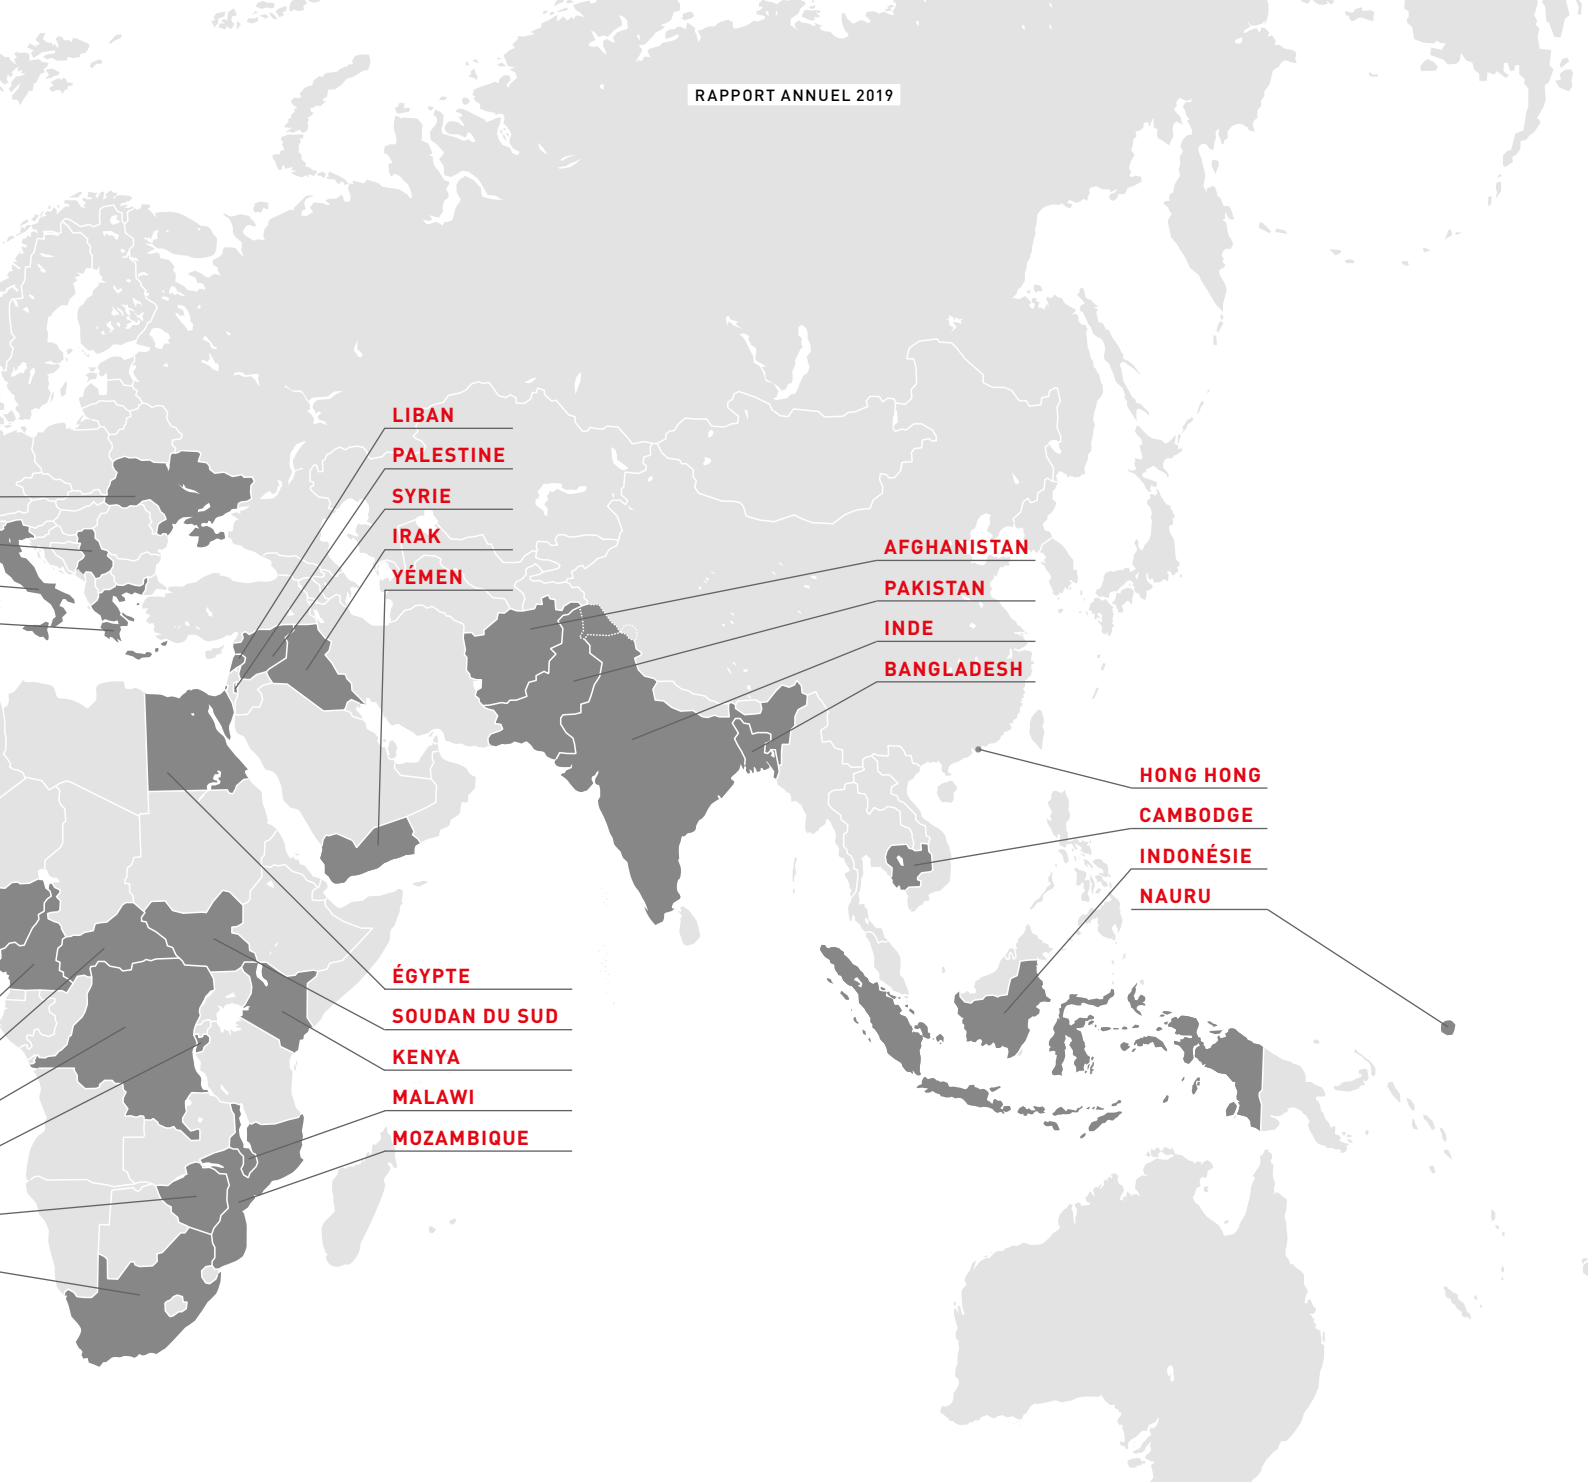 RAPPORT ANNUEL 2019
LIBAN
PALESTINE
SYRIE
IRAK
YÉMEN
AFGHANISTAN
PAKISTAN
INDE
BANGLADESH
HONG HONG
CAMBODGE
INDONÉSIE
NAURU
ÉGYPTE
SOUDAN DU SUD
KENYA
MALAWI
MOZAMBIQUE